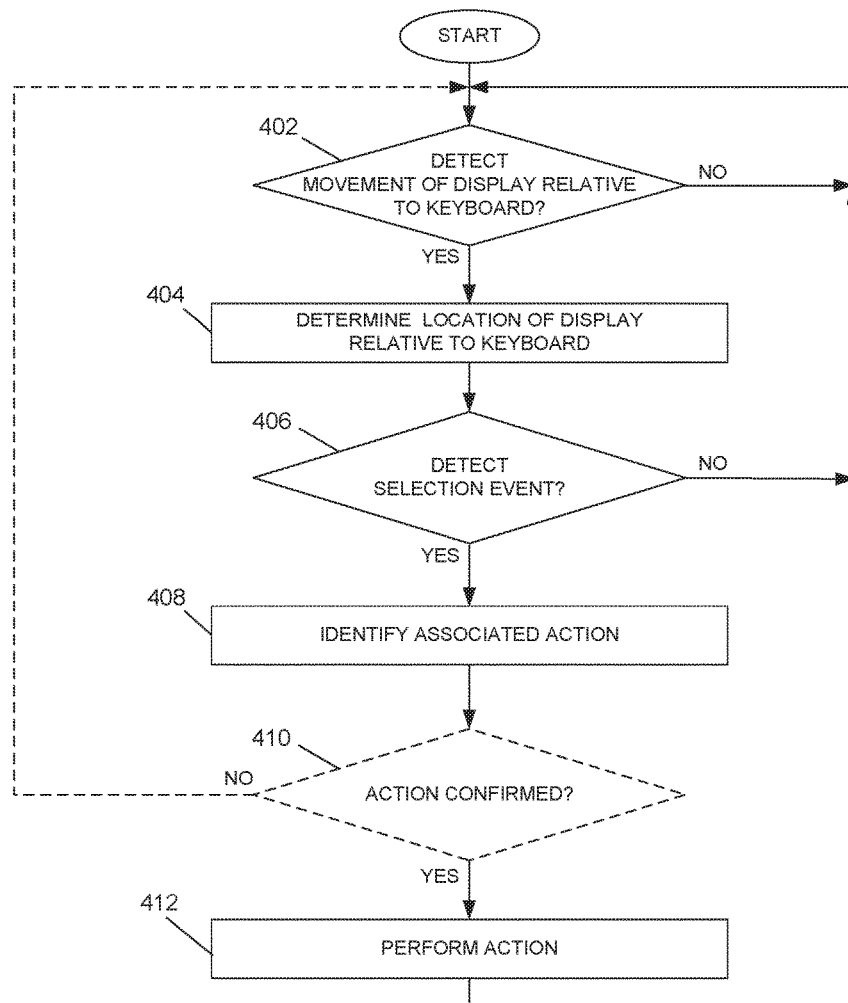 START
402
DETECT
MOVEMENT OF DISPLAY RELATIVE
TO KEYBOARD?
NO
YES
404
DETERMINE LOCATION OF DISPLAY
RELATIVE TO KEYBOARD
406
DETECT
SELECTION EVENT?
NO
YES
408
IDENTIFY ASSOCIATED ACTION
410
NO
ACTION CONFIRMED?
YES
412
PERFORM ACTION